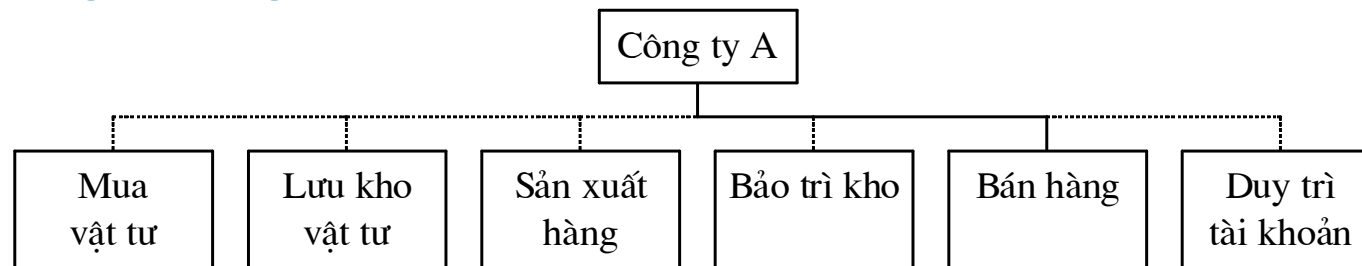 Công ty A
Mua
vật tư
Lưu kho
vật tư
Sản xuất
hàng
Bảo trì kho
Bán hàng
Duy trì
tài khoản